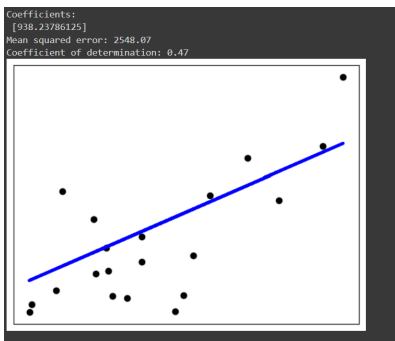 Coefficients:
[938.23786125]
Mean squared error: 2548.07
Coefficient of determination: 0.47